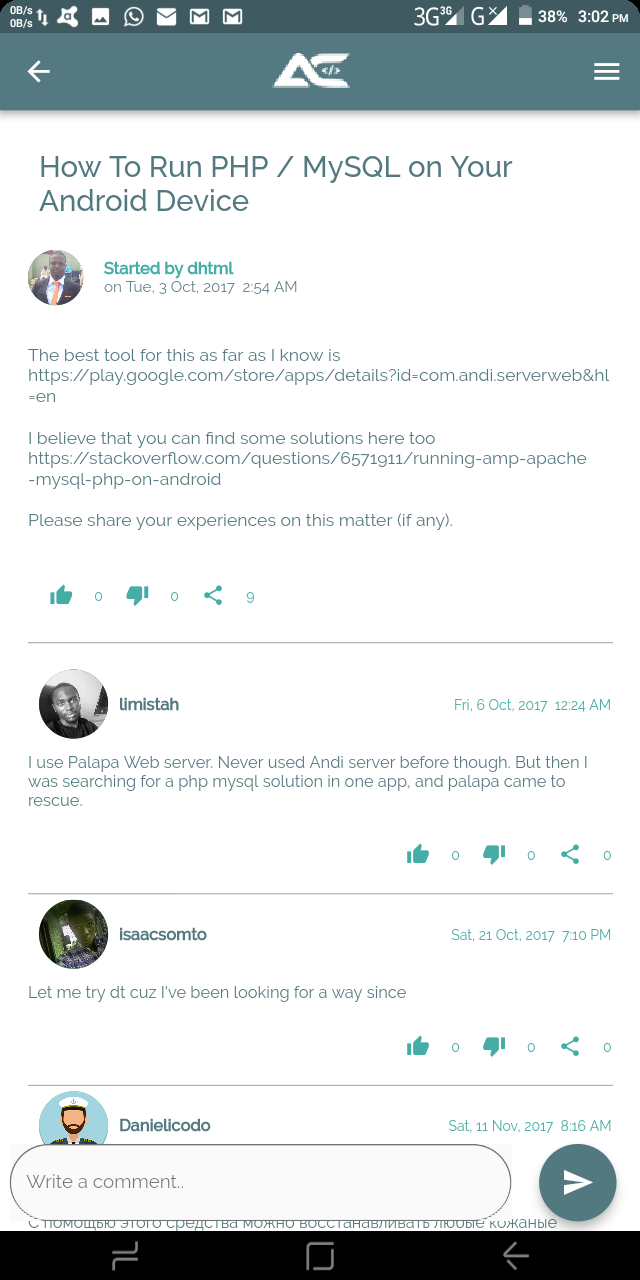 0B/s
0B/s
3G 3G G 38% 3:02 PM
AC </>
How To Run PHP / MySQL on Your
Android Device
Started by dhtml
on Tue, 3 Oct, 2017 2:54 AM
The best tool for this as far as I know is
https://play.google.com/store/apps/details?id=com.andi.serverweb&hl
=en
I believe that you can find some solutions here too
https://stackoverflow.com/questions/6571911/running-amp-apache
-mysql-php-on-android
Please share your experiences on this matter (if any).
0 0 9
limistah Fri, 6 Oct, 2017 12:24 AM
I use Palapa Web server. Never used Andi server before though. But then I
was searching for a php mysql solution in one app, and palapa came to
rescue.
0 0 0
isaacsomto Sat, 21 Oct, 2017 7:10 PM
Let me try dt cuz I've been looking for a way since
0 0 0
Danielicodo Sat, 11 Nov, 2017 8:16 AM
Write a comment..
С помощью этого средства можно восстанавливать любые кожаные